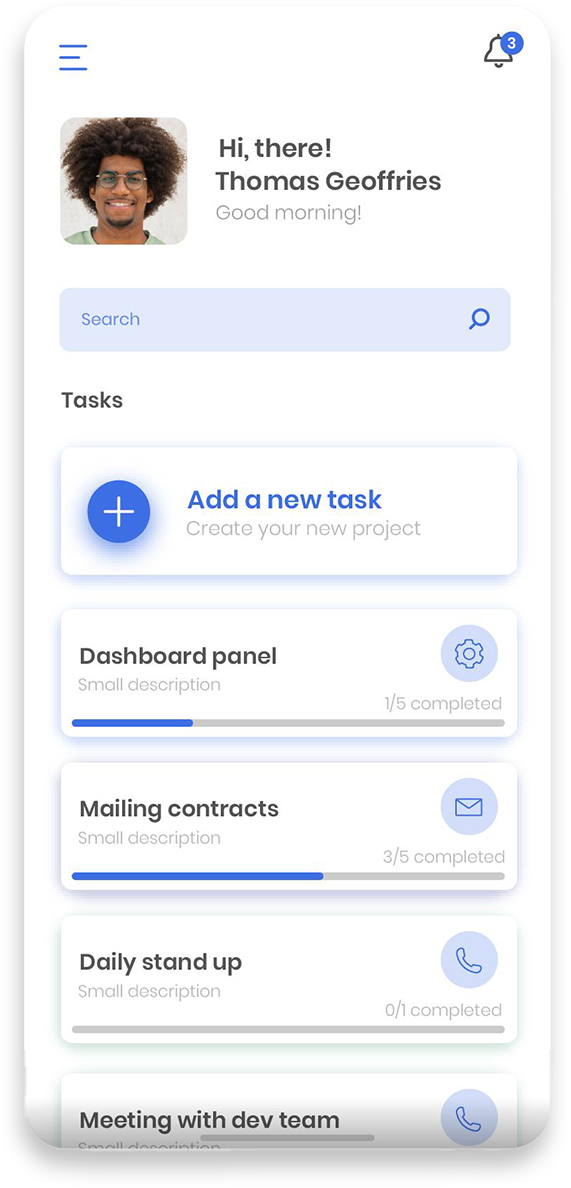 3
Hi, there!
Thomas Geoffries
Good morning!
Search
Tasks
Add a new task
Create your new project
Dashboard panel
Small description
1/5 completed
Mailing contracts
Small description
3/5 completed
Daily stand up
Small description
0/1 completed
Meeting with dev team
Small description